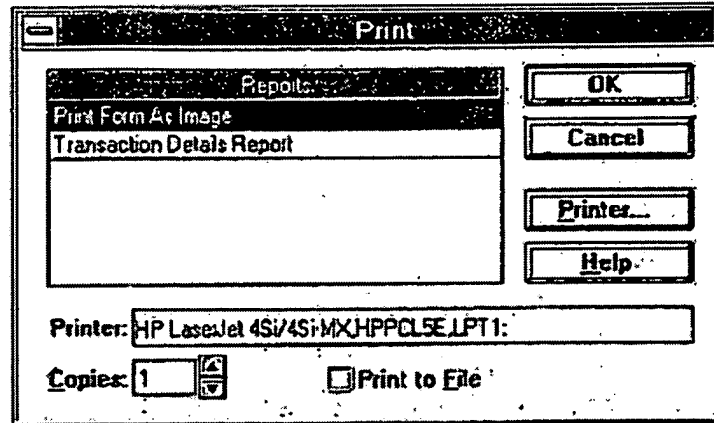 Print
Reports
Print Form As Image
Transaction Details Report
OK
Cancel
Printer...
Help
Printer: HP LaserJet 4Si/4Si MX,HPPCL5E,LPT1:
Copies: 1
Print to File